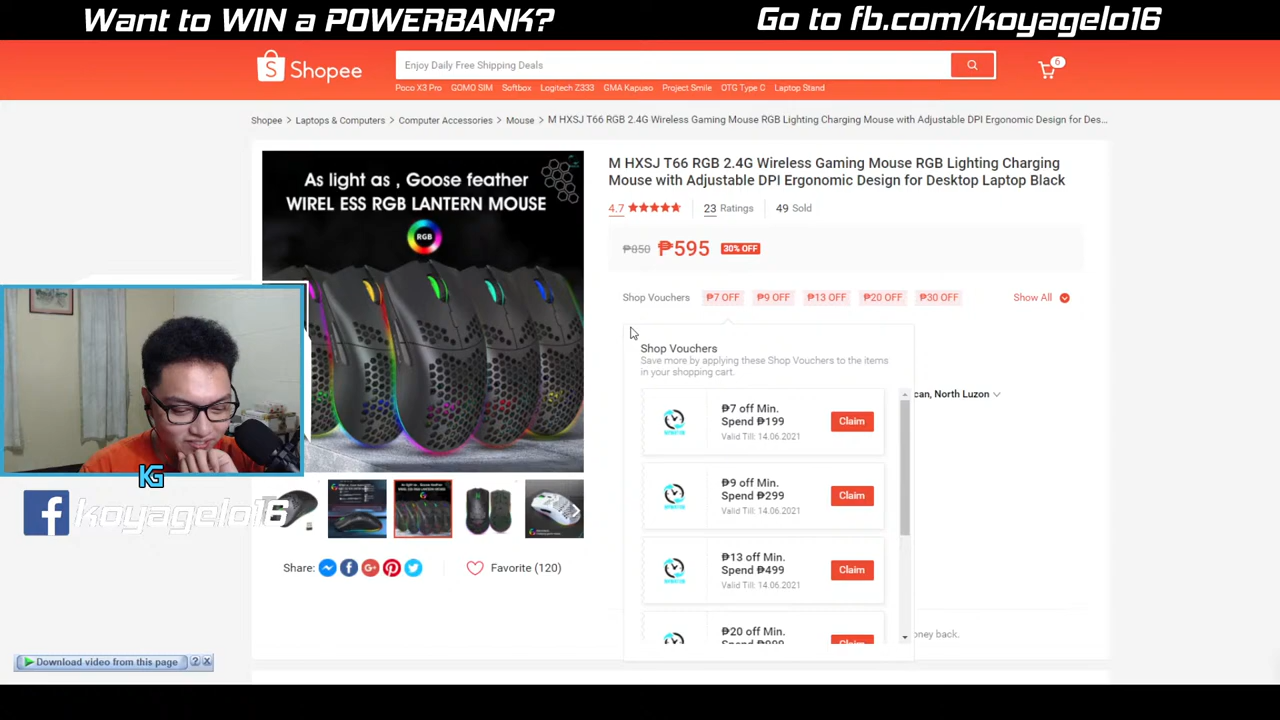 Want to WIN a POWERBANK?
Go to fb.com/koyagelo16
Shopee
Enjoy Daily Free Shipping Deals
6
Poco X3 Pro GOMO SIM Softbox Logitech Z333 GMA Kapuso Project Smile OTG Type C Laptop Stand
Shopee > Laptops & Computers > Computer Accessories > Mouse > M HXSJ T66 RGB 2.4G Wireless Gaming Mouse RGB Lighting Charging Mouse with Adjustable DPI Ergonomic Design for Des...
As light as , Goose feather
WIREL ESS RGB LANTERN MOUSE
RGB
M HXSJ T66 RGB 2.4G Wireless Gaming Mouse RGB Lighting Charging
Mouse with Adjustable DPI Ergonomic Design for Desktop Laptop Black
4.7
23 Ratings
49 Sold
₱850 ₱595 30% OFF
Shop Vouchers ₱7 OFF ₱9 OFF ₱13 OFF ₱20 OFF ₱30 OFF Show All
Shop Vouchers
Save more by applying these Shop Vouchers to the items
in your shopping cart.
can, North Luzon
₱7 off Min.
Spend ₱199
Valid Till: 14.06.2021
Claim
₱9 off Min.
Spend ₱299
Valid Till: 14.06.2021
Claim
₱13 off Min.
Spend ₱499
Valid Till: 14.06.2021
Claim
₱20 off Min.
Claim
oney back.
KG
f koyagelo16
Share:
Favorite (120)
Download video from this page ? X